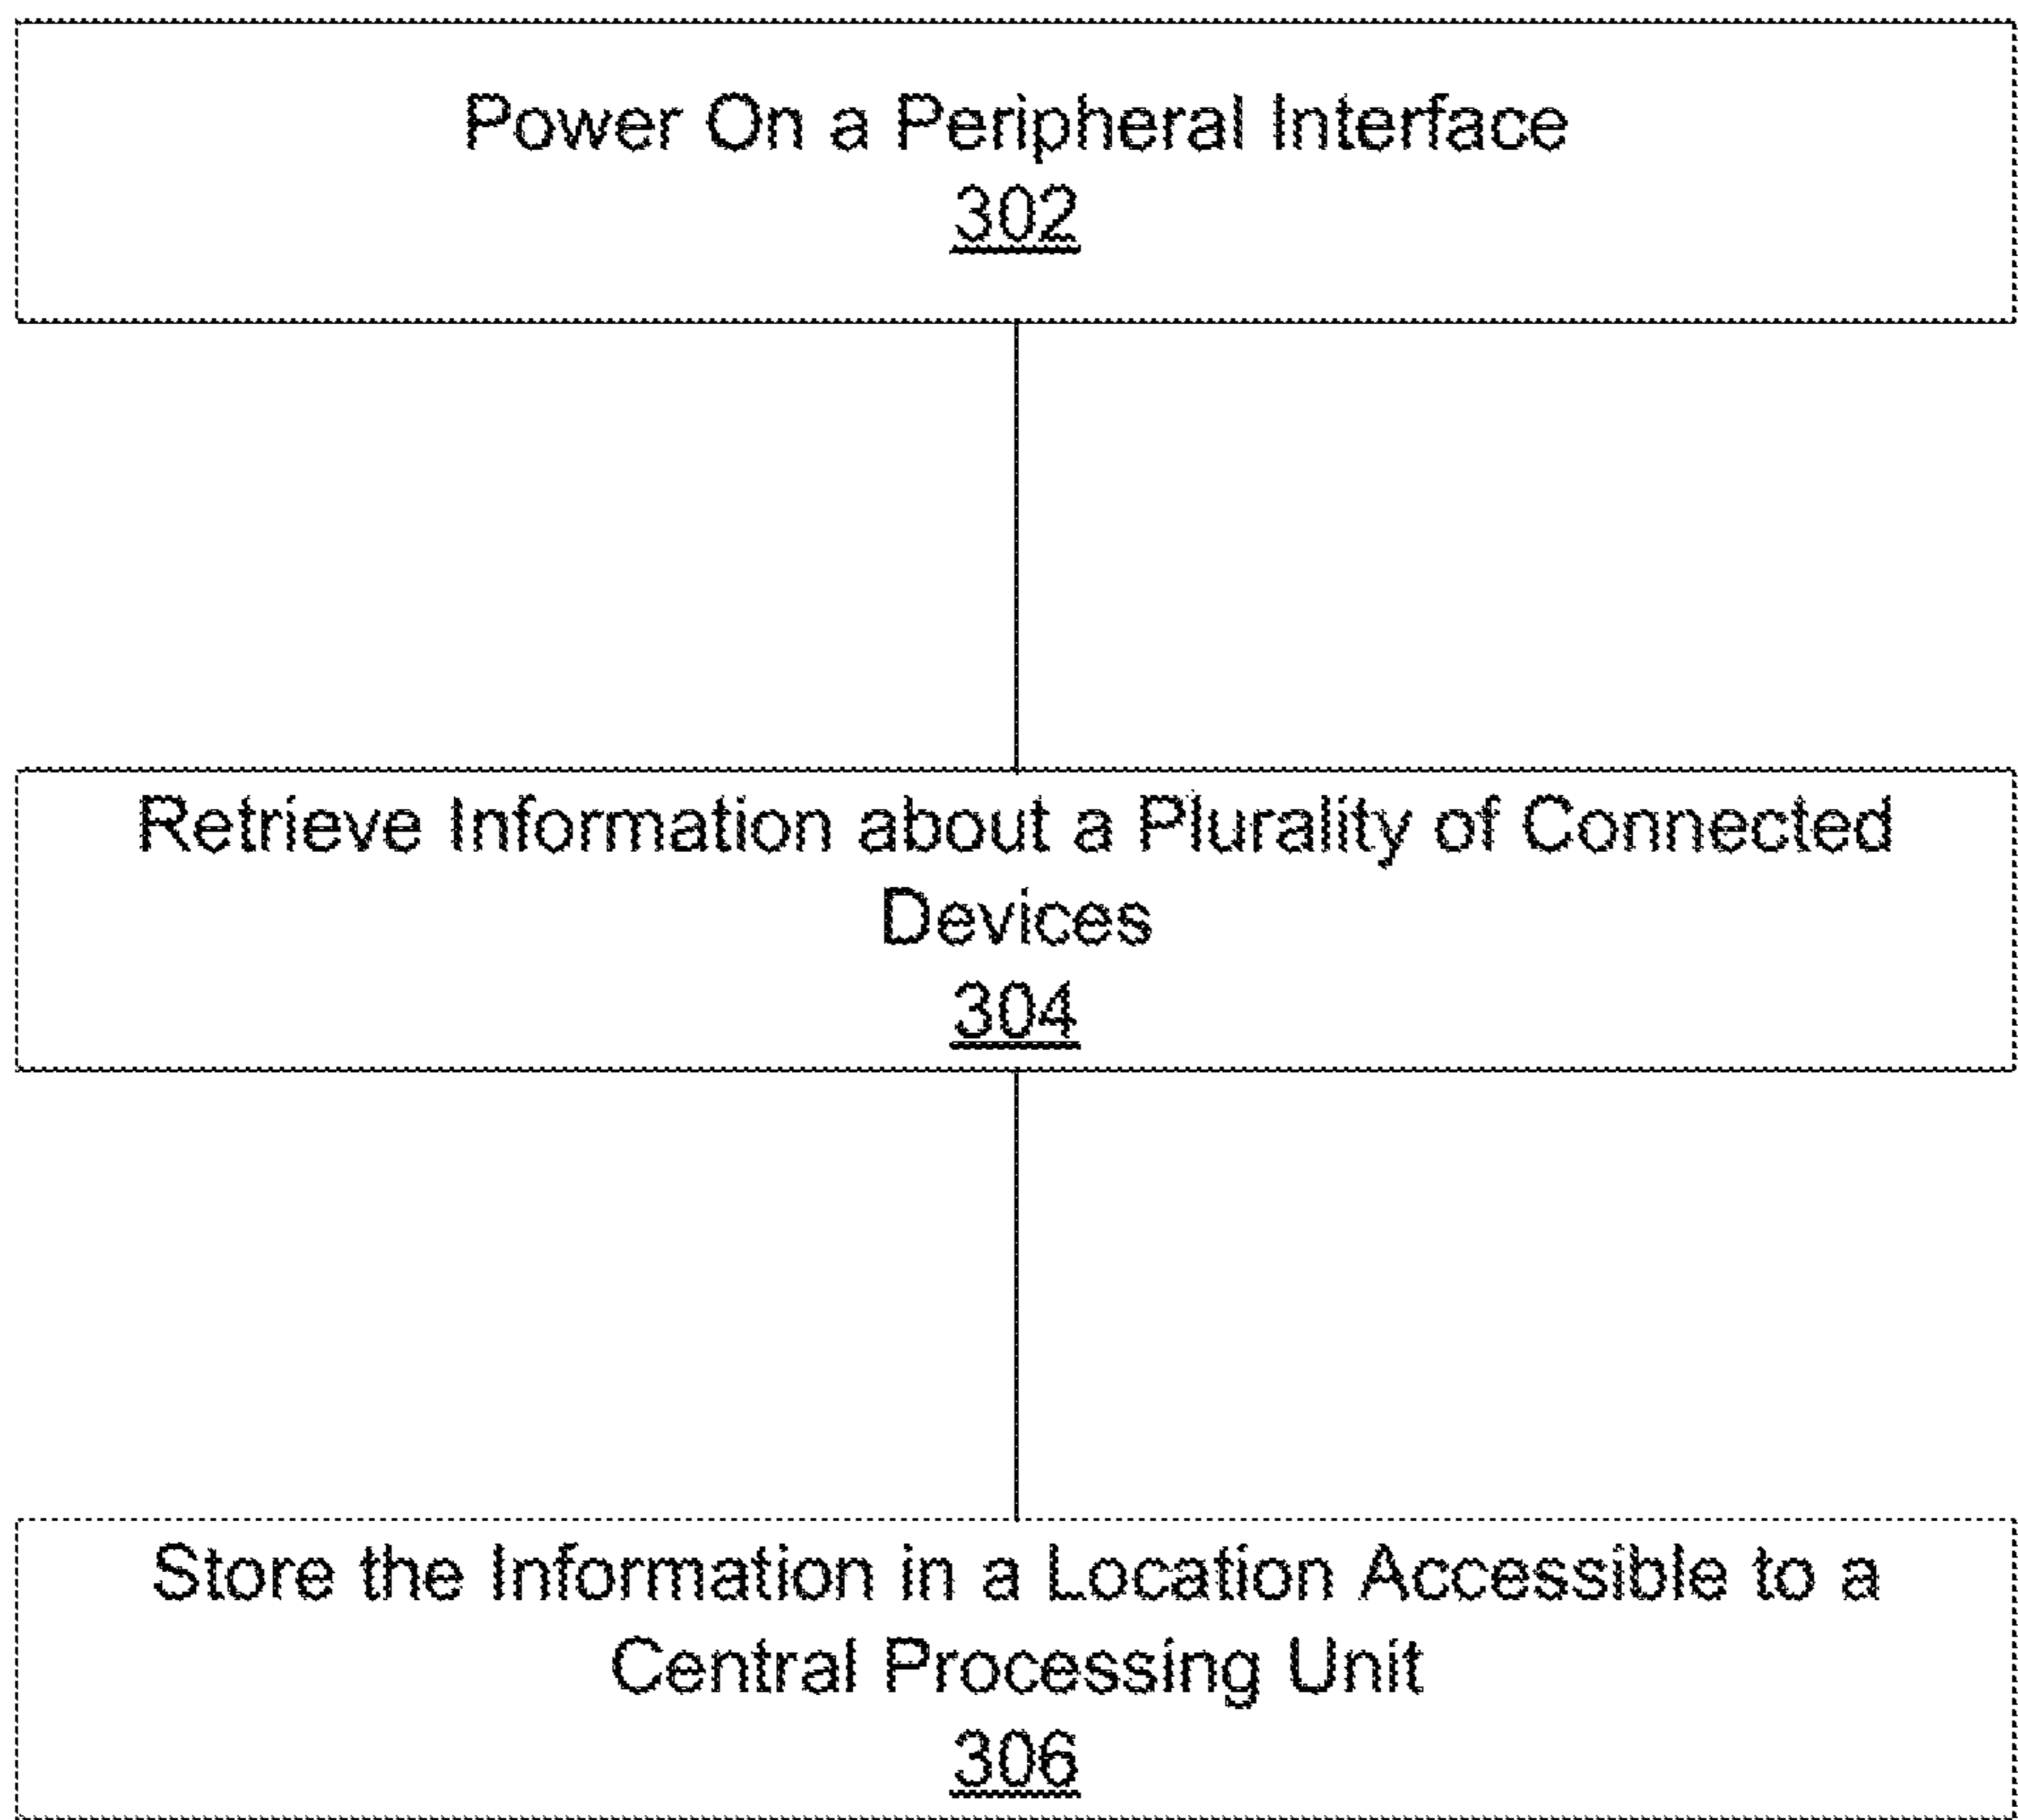 Power On a Peripheral Interface
302
Retrieve Information about a Plurality of Connected
Devices
304
Store the Information in a Location Accessible to a
Central Processing Unit
306